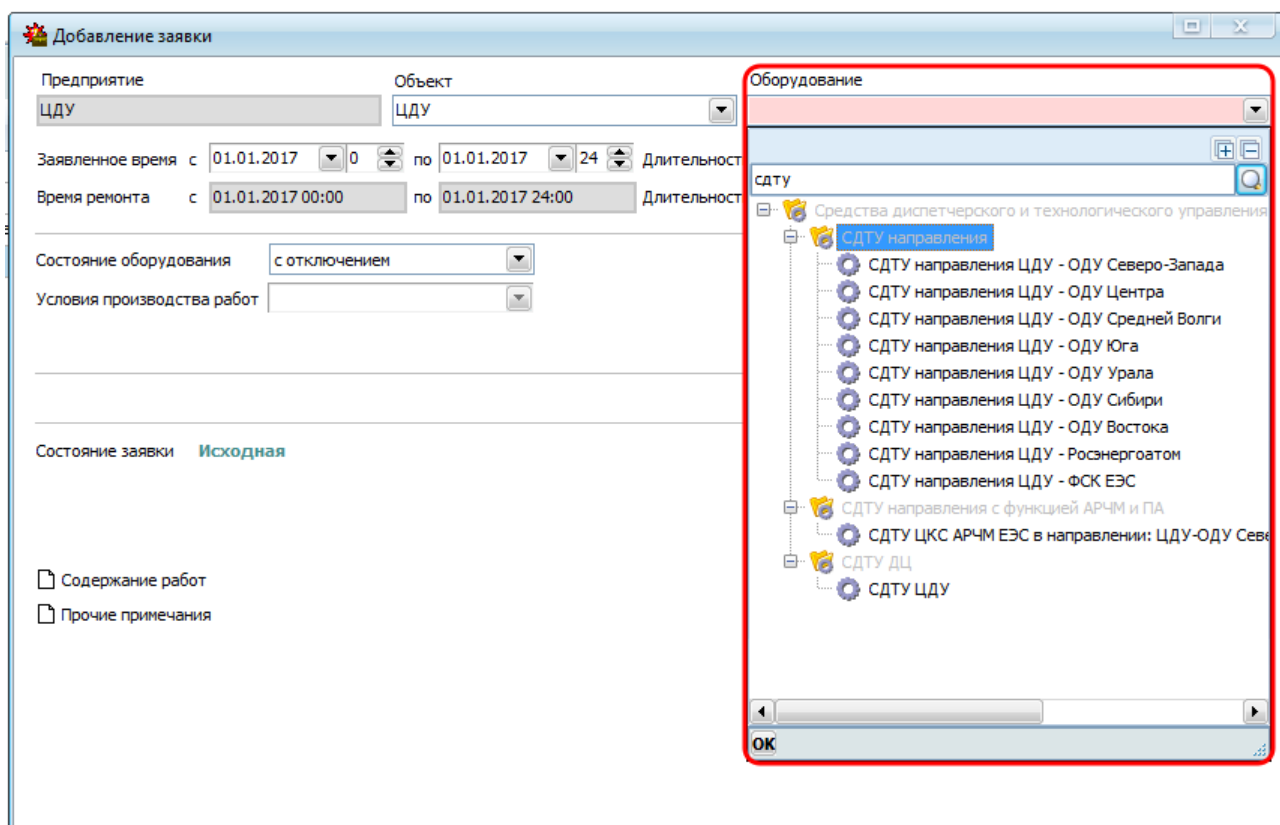 Добавление заявки
Предприятие
Объект
Оборудование
ЦДУ
ЦДУ
Заявленное время с 01.01.2017 0 по 01.01.2017 24 Длительност
Время ремонта с 01.01.2017 00:00 по 01.01.2017 24:00 Длительност
Состояние оборудования с отключением
Условия производства работ
Состояние заявки Исходная
Содержание работ
Прочие примечания
сдту
Средства диспетчерского и технологического управления
СДТУ направления
СДТУ направления ЦДУ - ОДУ Северо-Запада
СДТУ направления ЦДУ - ОДУ Центра
СДТУ направления ЦДУ - ОДУ Средней Волги
СДТУ направления ЦДУ - ОДУ Юга
СДТУ направления ЦДУ - ОДУ Урала
СДТУ направления ЦДУ - ОДУ Сибири
СДТУ направления ЦДУ - ОДУ Востока
СДТУ направления ЦДУ - Росэнергоатом
СДТУ направления ЦДУ - ФСК ЕЭС
СДТУ направления с функцией АРЧМ и ПА
СДТУ ЦКС АРЧМ ЕЭС в направлении: ЦДУ-ОДУ Севе
СДТУ ДЦ
СДТУ ЦДУ
ОК